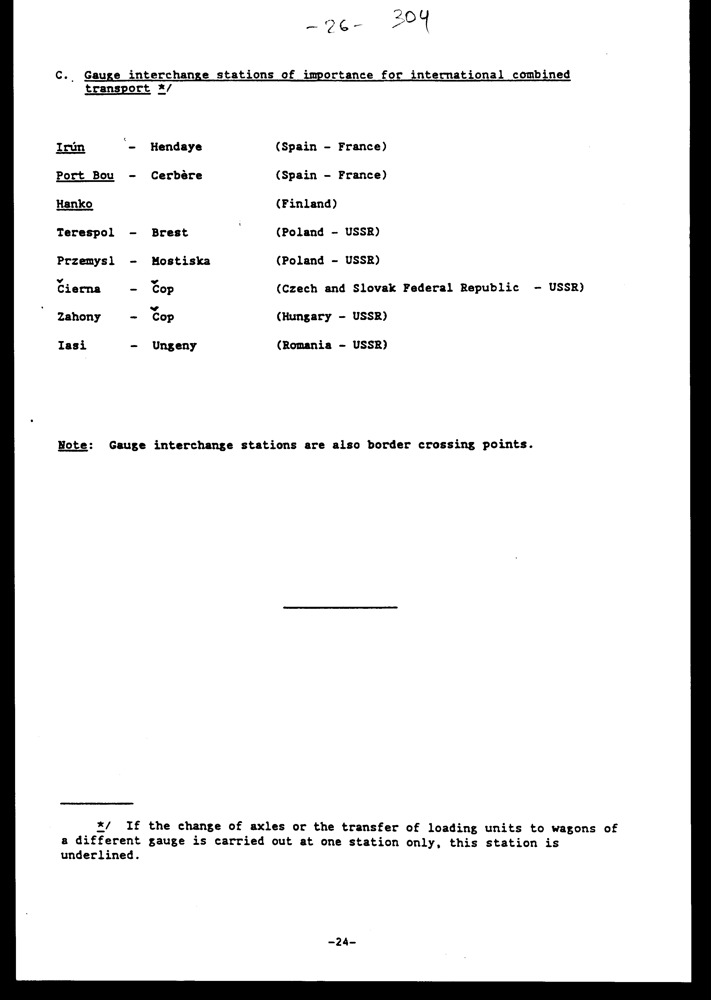 -26- 304
C. Gauge interchange stations of importance for international combined
transport */
Irún - Hendaye (Spain - France)
Port Bou - Cerbère (Spain - France)
Hanko (Finland)
Terespol - Brest (Poland - USSR)
Przemysl - Mostiska (Poland - USSR)
Čierna - Čop (Czech and Slovak Federal Republic - USSR)
Zahony - Čop (Hungary - USSR)
Iasi - Ungeny (Romania - USSR)
Note: Gauge interchange stations are also border crossing points.
*/ If the change of axles or the transfer of loading units to wagons of
a different gauge is carried out at one station only, this station is
underlined.
-24-